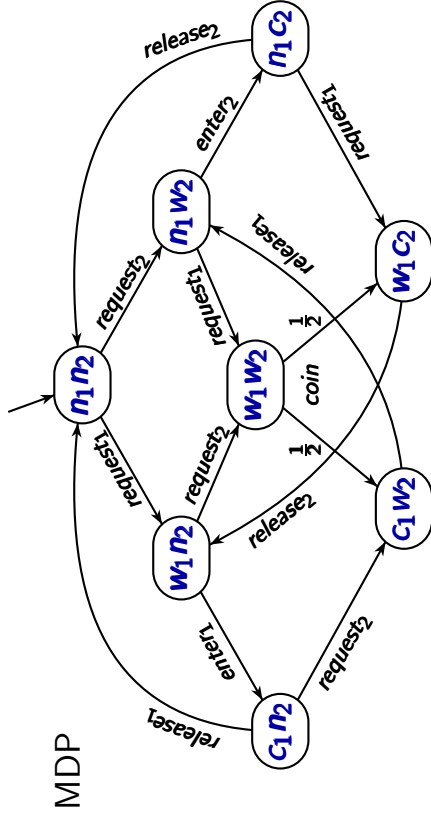 MDP
n₁n₂
release₁
request₁
request₂
release₂
w₁n₂
n₁w₂
enter₁
request₂
request₁
enter₂
c₁n₂
w₁w₂
n₁c₂
request₂
release₂
1/2
coin
1/2
release₁
request₁
c₁w₂
w₁c₂